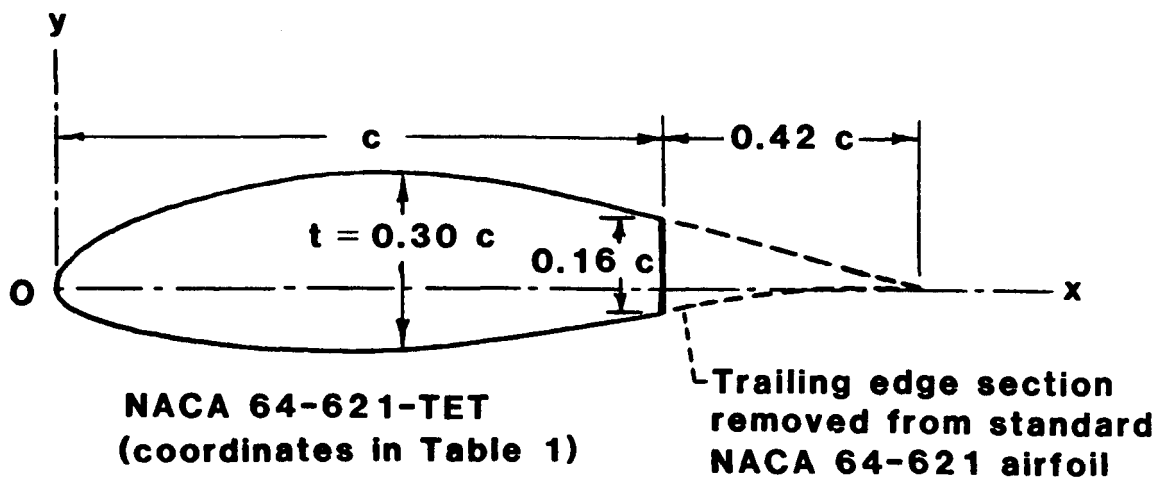 y
c
0.42 c
t = 0.30 c
0.16 c
O
x
NACA 64-621-TET
(coordinates in Table 1)
Trailing edge section
removed from standard
NACA 64-621 airfoil